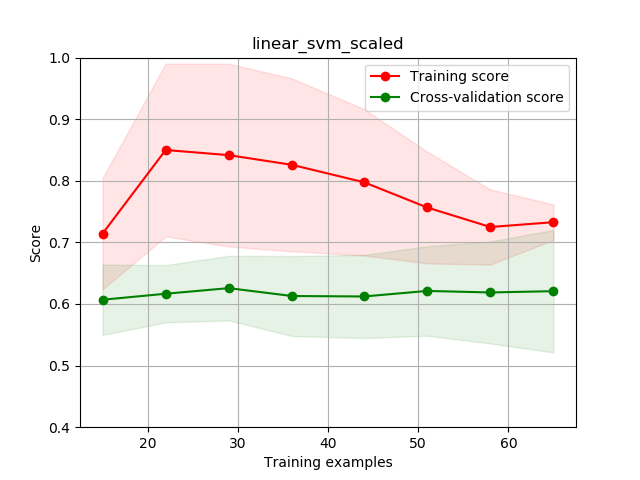 linear_svm_scaled
Training score
Cross-validation score
1.0
0.9
0.8
0.7
0.6
0.5
0.4
Score
20 30 40 50 60
Training examples